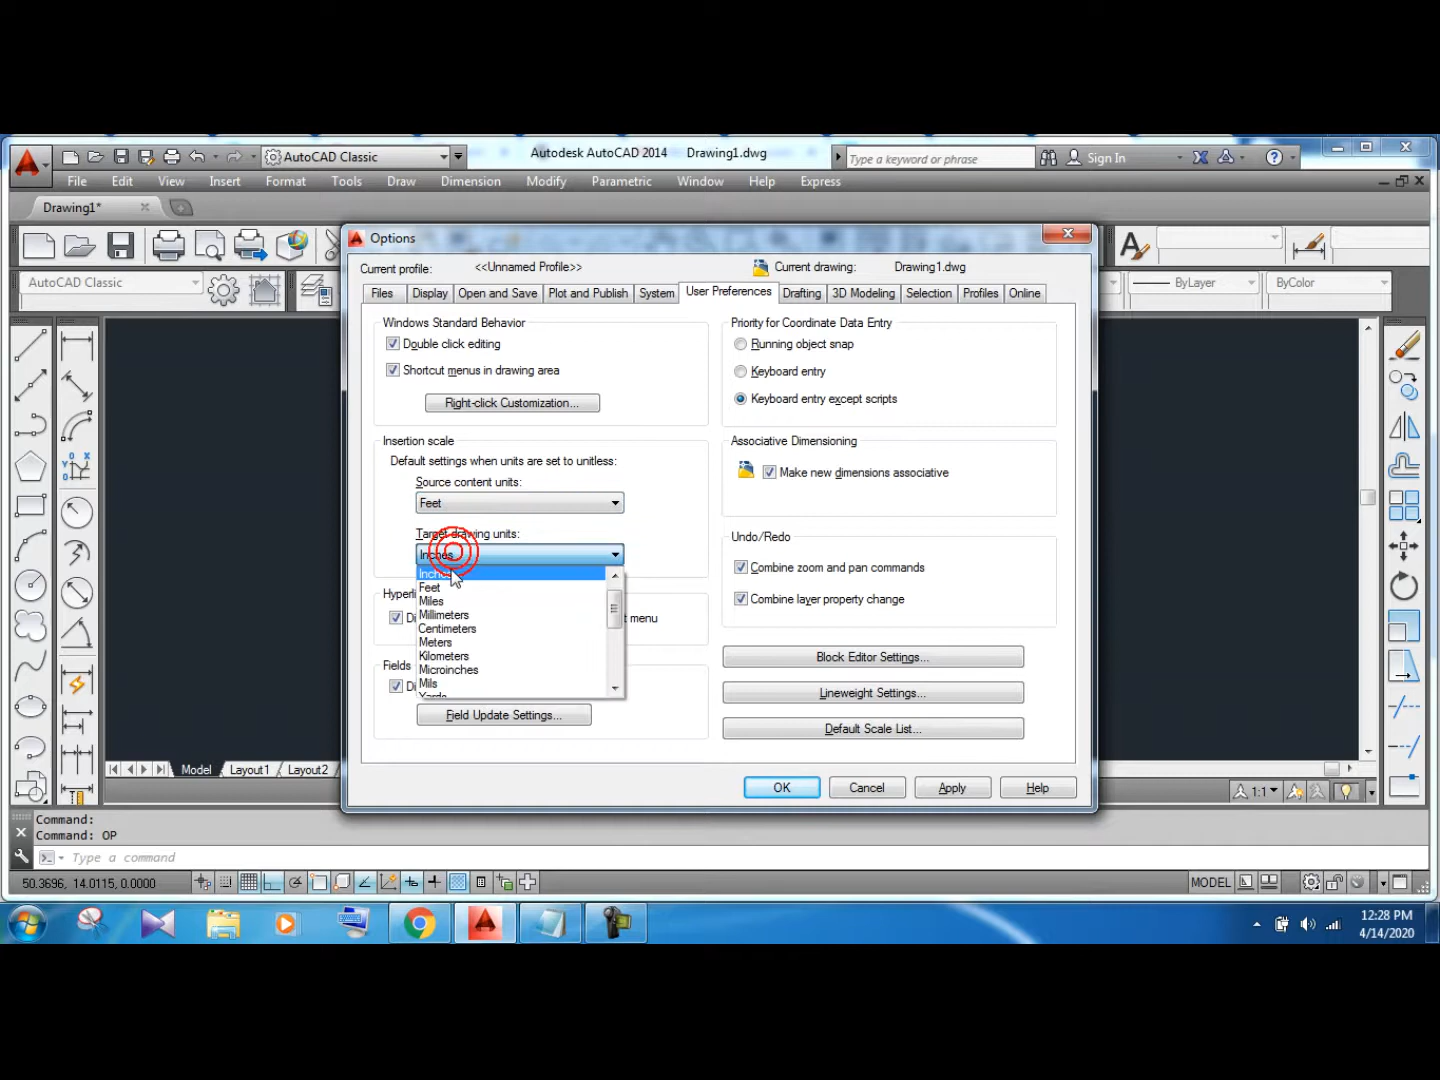 AutoCAD Classic
Autodesk AutoCAD 2014 Drawing1.dwg
Type a keyword or phrase
Sign In
File Edit View Insert Format Tools Draw Dimension Modify Parametric Window Help Express
Drawing1*
Options
Current profile: <<Unnamed Profile>> Current drawing: Drawing1.dwg
AutoCAD Classic
ByLayer
ByColor
Files Display Open and Save Plot and Publish System User Preferences Drafting 3D Modeling Selection Profiles Online
Windows Standard Behavior
Double click editing
Shortcut menus in drawing area
Right-click Customization...
Insertion scale
Default settings when units are set to unitless:
Source content units:
Feet
Target drawing units:
Inches
Inches
Feet
Miles
Millimeters
Centimeters
Meters
Kilometers
Microinches
Mils
Yards
menu
Fields
Field Update Settings...
Priority for Coordinate Data Entry
Running object snap
Keyboard entry
Keyboard entry except scripts
Associative Dimensioning
Make new dimensions associative
Undo/Redo
Combine zoom and pan commands
Combine layer property change
Block Editor Settings...
Lineweight Settings...
Default Scale List...
OK Cancel Apply Help
Model Layout1 Layout2
1:1
Command:
Command: OP
Type a command
50.3696, 14.0115, 0.0000
MODEL
12:28 PM
4/14/2020